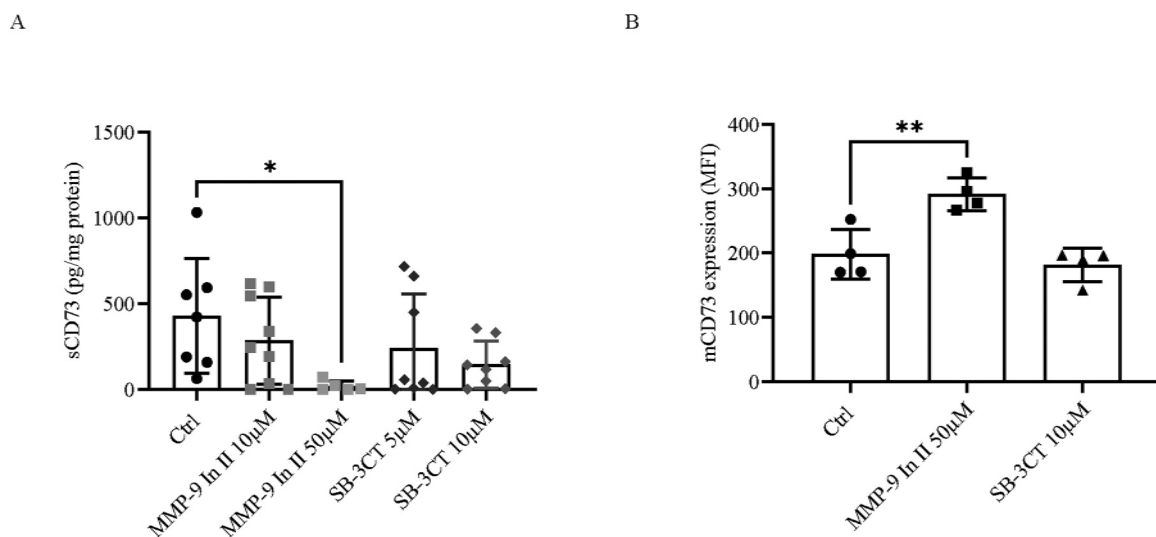 A
B
sCD73 (pg/mg protein)
1500
1000
500
0
*
Ctrl
MMP-9 In II 10µM
MMP-9 In II 50µM
SB-3CT 5µM
SB-3CT 10µM
mCD73 expression (MFI)
400
300
200
100
0
**
Ctrl
MMP-9 In II 50µM
SB-3CT 10µM